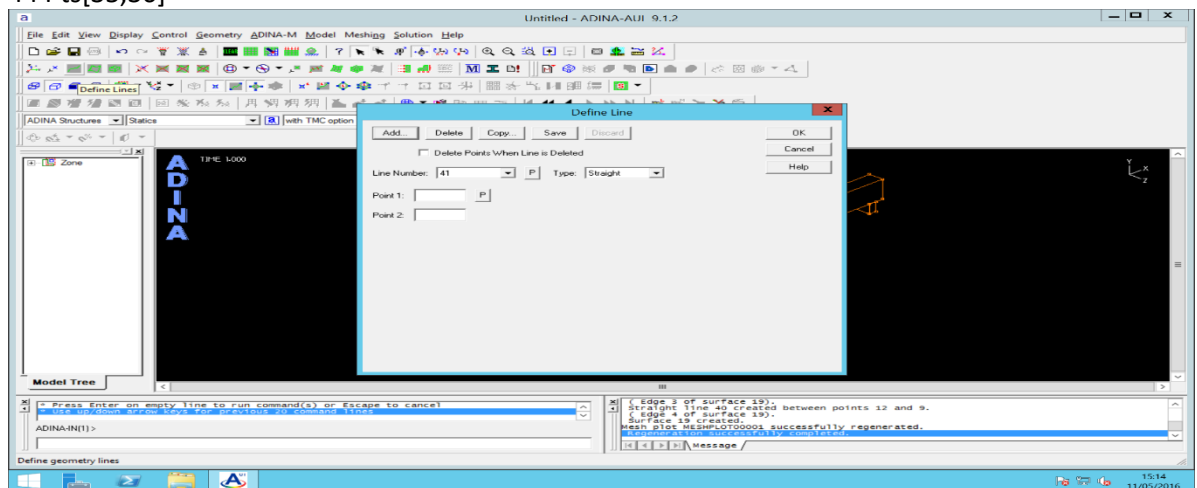 Untitled - ADINA-AUI 9.1.2
File Edit View Display Control Geometry ADINA-M Model Meshing Solution Help
Define Lines
ADINA Structures Statics with TMC option
Zone
ADINA
TIME 1.000
Define Line
Add... Delete Copy... Save Discard OK
Delete Points When Line is Deleted Cancel
Line Number: 41 P Type: Straight Help
Point 1: P
Point 2:
Y X Z
Model Tree
* Press Enter on empty line to run command(s) or Escape to cancel
* Use up/down arrow keys for previous 20 command lines
ADINA-IN(1) >
( Edge 3 of surface 19).
Straight line 40 created between points 12 and 9.
( Edge 4 of surface 19).
Surface 19 created.
Mesh plot MESHPLOT00001 successfully regenerated.
Regeneration successfully completed.
Message
Define geometry lines
15:14
11/05/2016